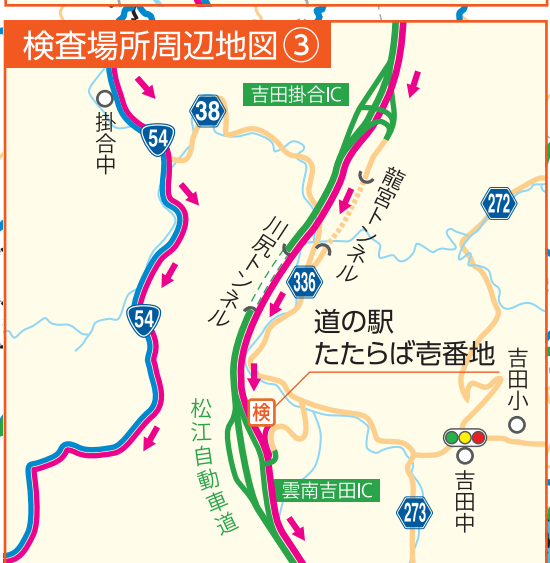 検査場所周辺地図③
吉田掛合IC
掛合中
38
54
龍宮トンネル
272
川尻トンネル
336
54
道の駅
たたらば壱番地
吉田小
検
松江自動車道
吉田中
雲南吉田IC
273